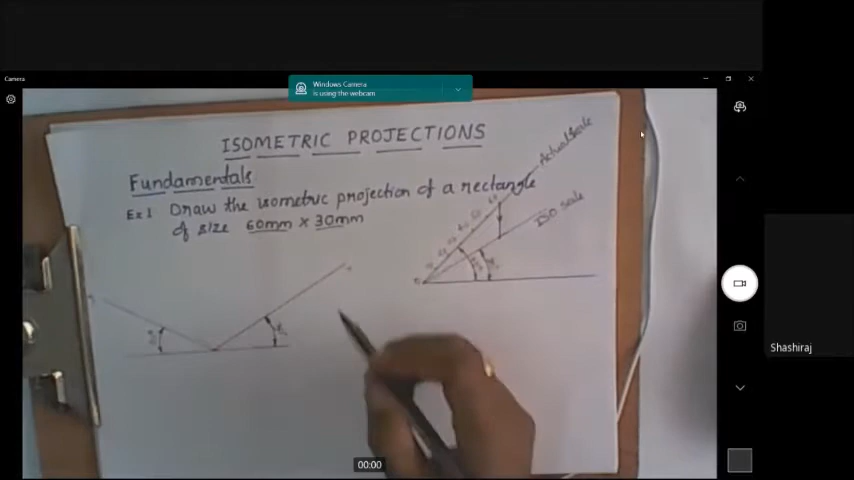 Camera
Windows Camera
is using the webcam
ISOMETRIC PROJECTIONS
Fundamentals
Ex 1 Draw the isometric projection of a rectangle
of size 60mm × 30mm
Actual scale
Iso scale
00:00
Shashiraj